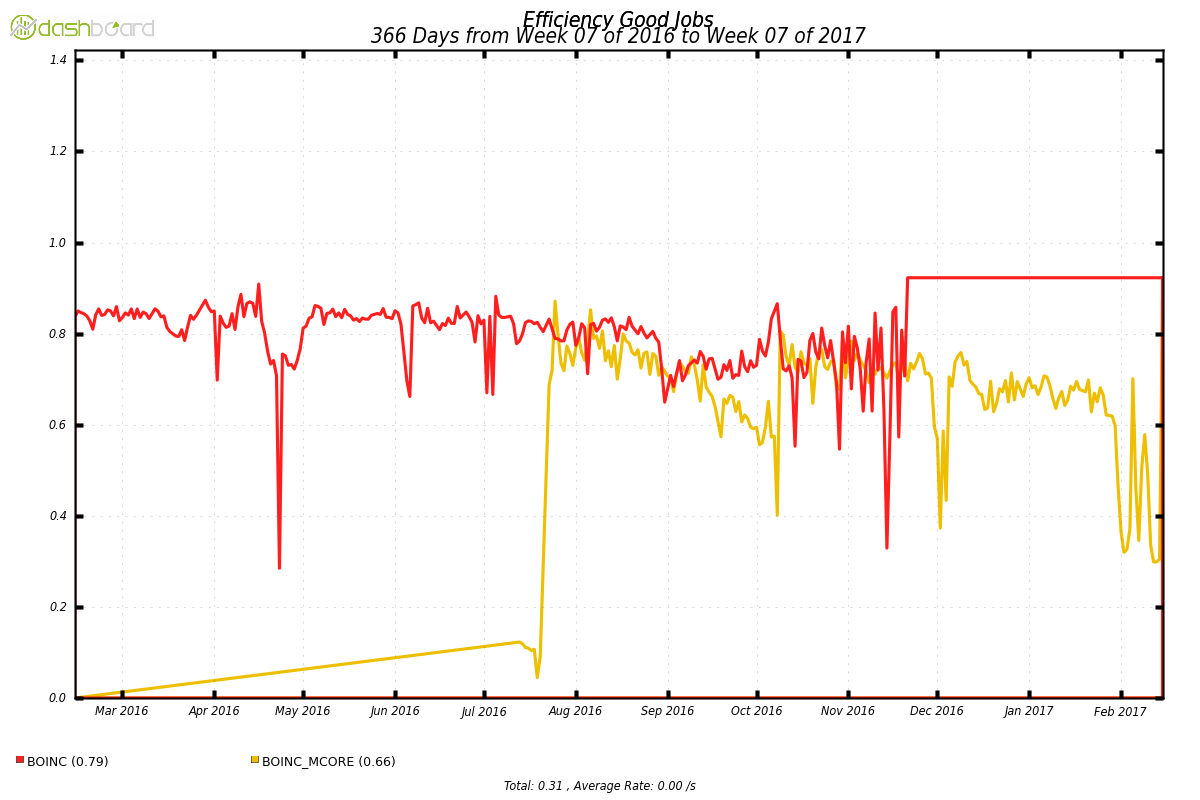 dashboard
Efficiency Good Jobs
366 Days from Week 07 of 2016 to Week 07 of 2017
1.4
1.2
1.0
0.8
0.6
0.4
0.2
0.0
Mar 2016 Apr 2016 May 2016 Jun 2016 Jul 2016 Aug 2016 Sep 2016 Oct 2016 Nov 2016 Dec 2016 Jan 2017 Feb 2017
BOINC (0.79) BOINC_MCORE (0.66)
Total: 0.31 , Average Rate: 0.00 /s